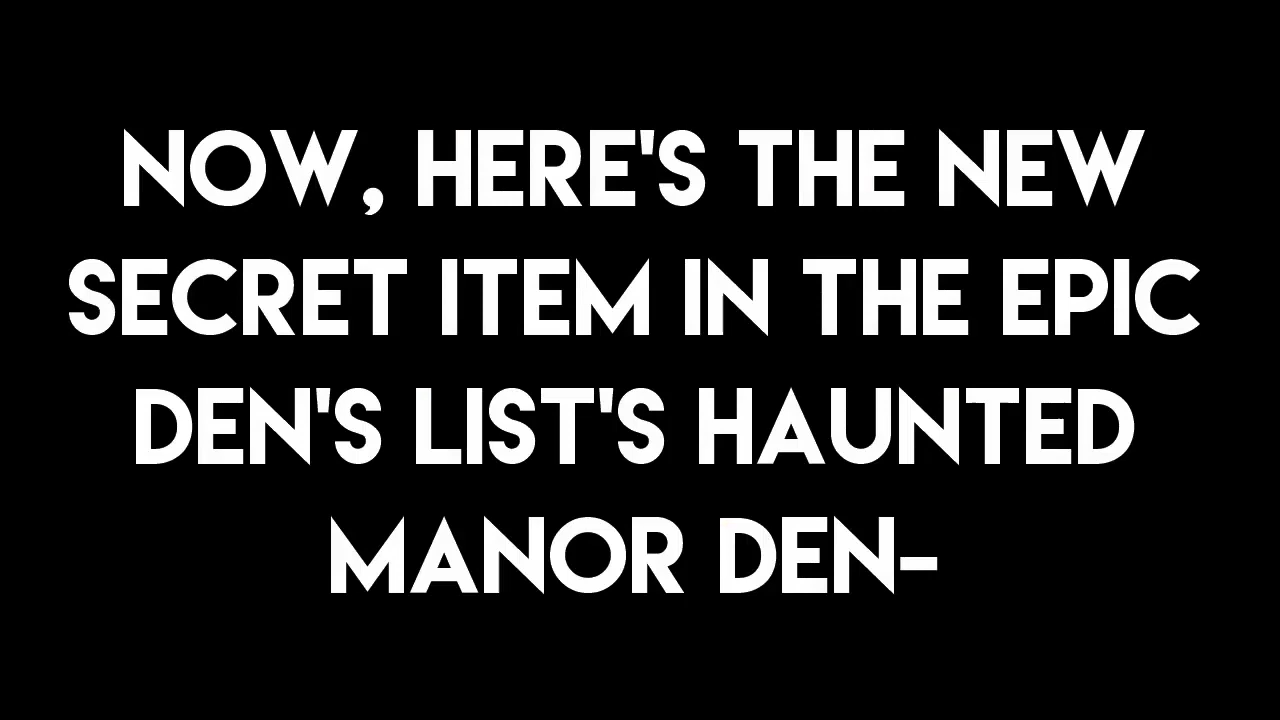 NOW, HERE'S THE NEW
SECRET ITEM IN THE EPIC
DEN'S LIST'S HAUNTED
MANOR DEN-